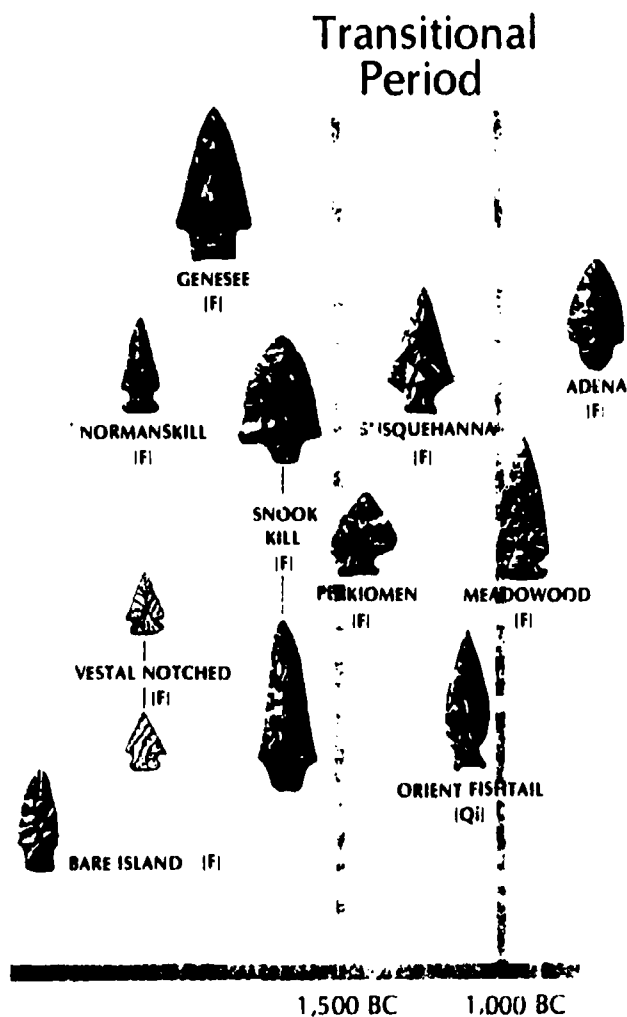 Transitional
Period
GENESEE
(F)
ADENA
(F)
NORMANSKILL
(F)
SUSQUEHANNA
(F)
SNOOK
KILL
(F)
PERKIOMEN
(F)
MEADOWOOD
(F)
VESTAL NOTCHED
(F)
ORIENT FISHTAIL
(Qi)
BARE ISLAND (F)
1,500 BC
1,000 BC